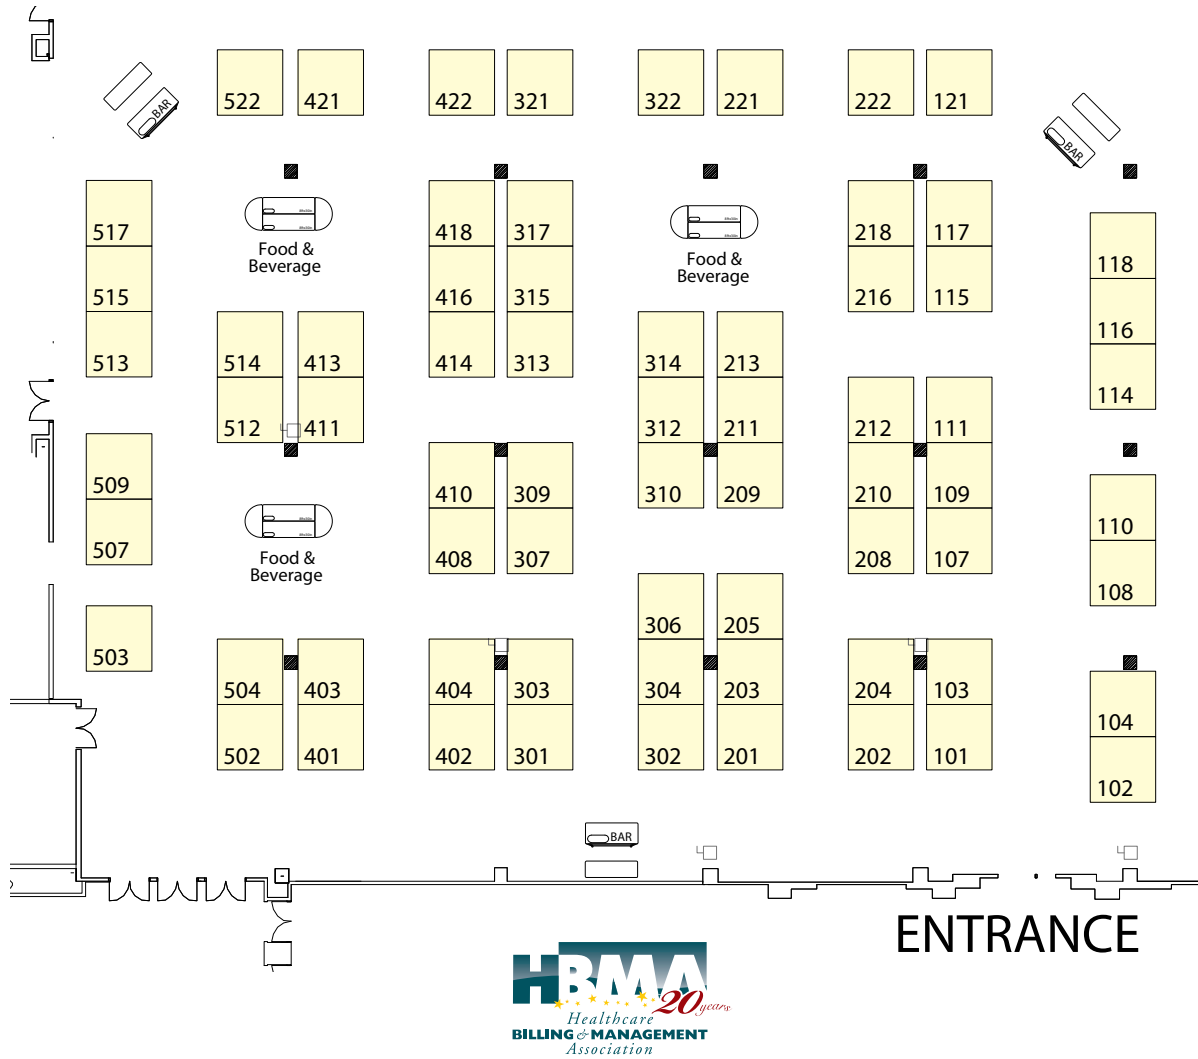 522 421 422 321 322 221 222 121
BAR
BAR
517 418 317 218 117
118
Food &
Beverage
Food &
Beverage
515 416 315 216 115
116
513 514 413 414 313 314 213
114
512 411 312 211 212 111
509 410 309 310 209 210 109
110
507 408 307 208 107
Food &
Beverage
108
503 306 205
504 403 404 303 304 203 204 103
104
502 401 402 301 302 201 202 101
102
BAR
ENTRANCE
HBMA
20 years
Healthcare
BILLING & MANAGEMENT
Association